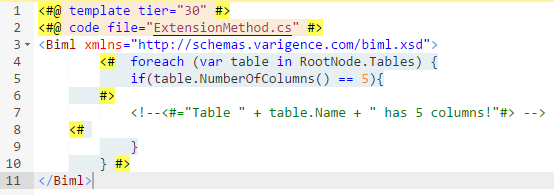 1 <#@ template tier="30" #>
2 <#@ code file="ExtensionMethod.cs" #>
3 <Biml xmlns="http://schemas.varigence.com/biml.xsd">
4 <#  foreach (var table in RootNode.Tables) {
5 if(table.NumberOfColumns() == 5){
6 #>
7 <!--<#="Table " + table.Name + " has 5 columns!"#> -->
8 <#
9 }
10 } #>
11 </Biml>